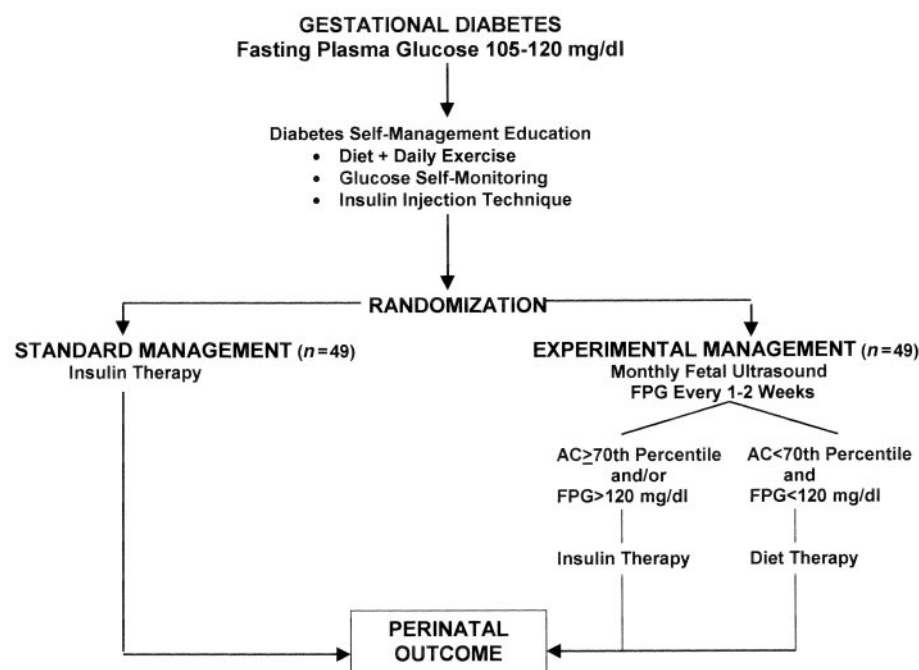 GESTATIONAL DIABETES
Fasting Plasma Glucose 105-120 mg/dl
Diabetes Self-Management Education
• Diet + Daily Exercise
• Glucose Self-Monitoring
• Insulin Injection Technique
RANDOMIZATION
STANDARD MANAGEMENT (n=49)
Insulin Therapy
EXPERIMENTAL MANAGEMENT (n=49)
Monthly Fetal Ultrasound
FPG Every 1-2 Weeks
AC≥70th Percentile
and/or
FPG>120 mg/dl
Insulin Therapy
AC<70th Percentile
and
FPG<120 mg/dl
Diet Therapy
PERINATAL
OUTCOME